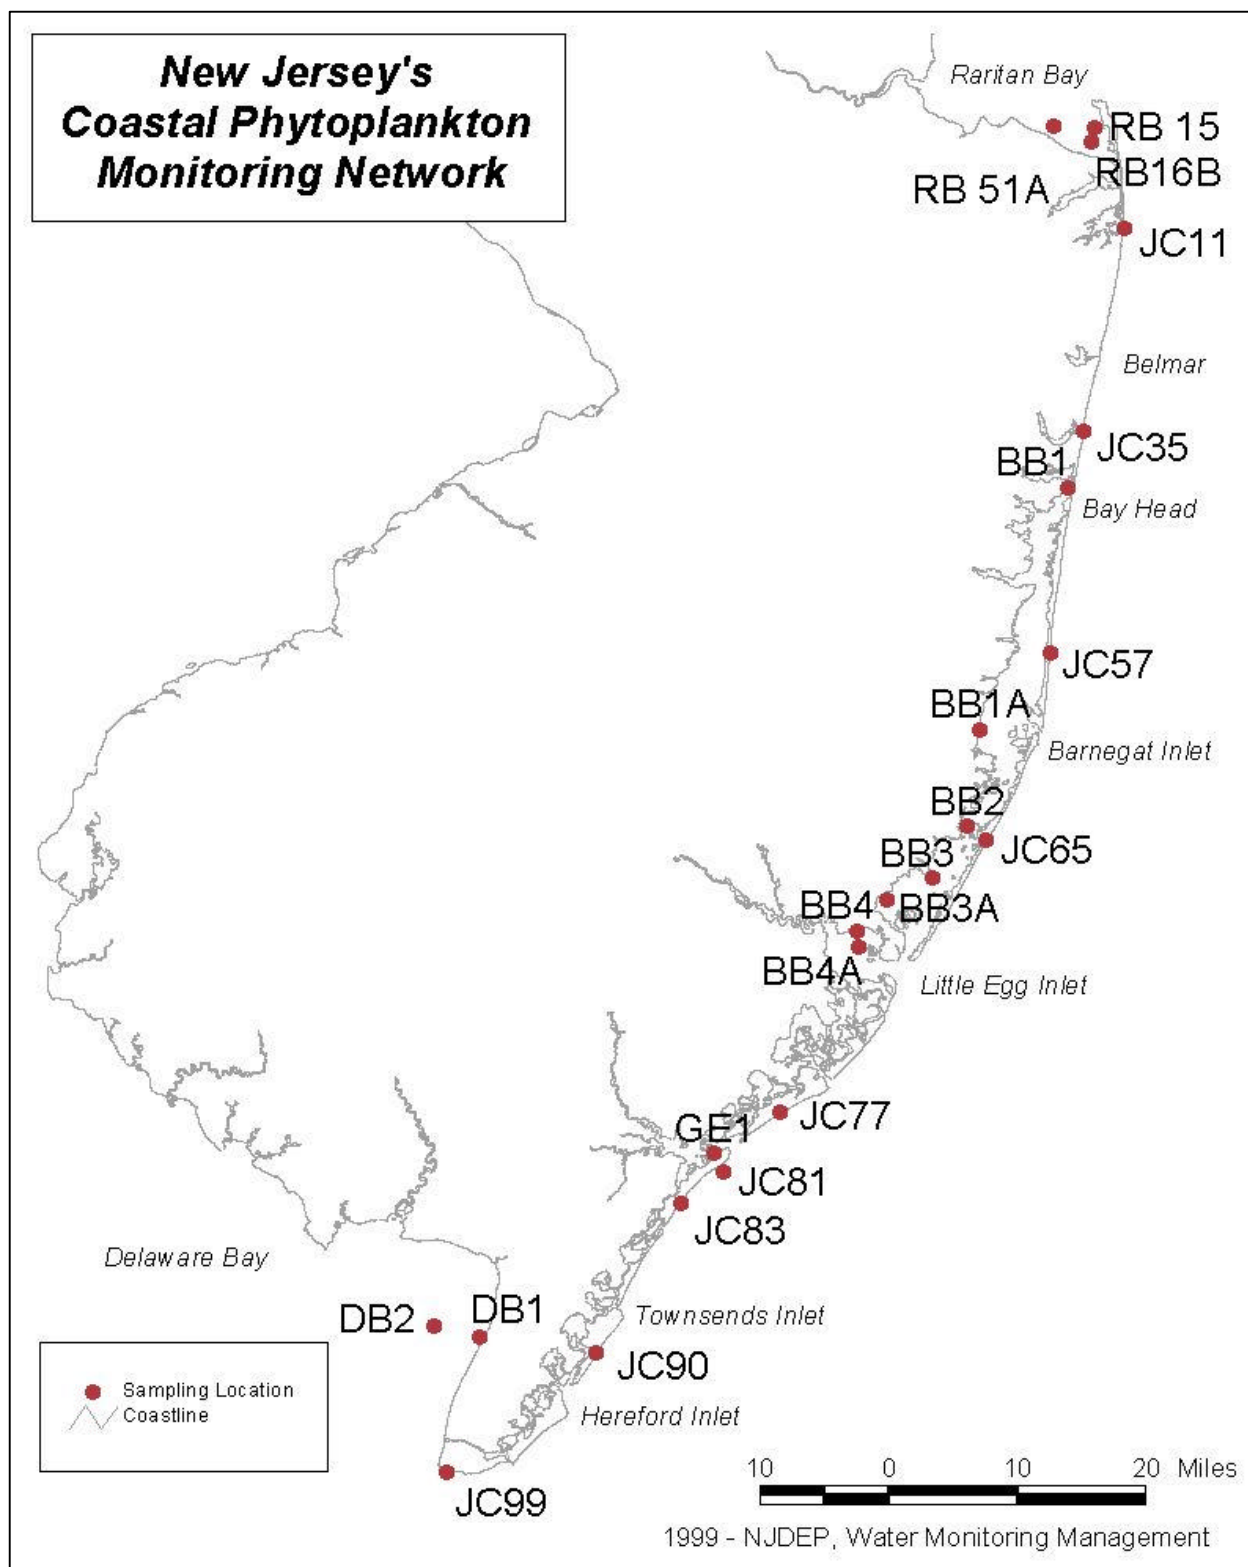 New Jersey's
Coastal Phytoplankton
Monitoring Network
Raritan Bay
RB 15
RB16B
RB 51A
JC11
Belmar
JC35
BB1
Bay Head
JC57
BB1A
Barnegat Inlet
BB2
JC65
BB3
BB3A
BB4
BB4A
Little Egg Inlet
JC77
GE1
JC81
JC83
Delaware Bay
DB2
DB1
Townsends Inlet
JC90
Sampling Location
Coastline
Hereford Inlet
JC99
10 0 10 20 Miles
1999 - NJDEP, Water Monitoring Management